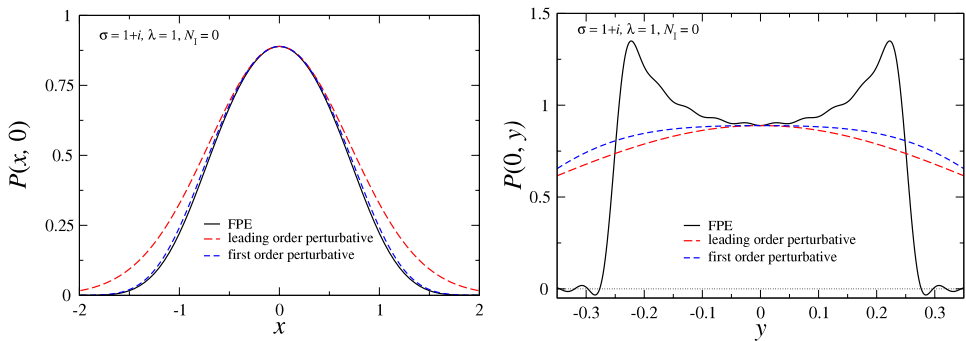 σ = 1+i, λ = 1, N_I = 0
P(x, 0)
1
0.75
0.5
0.25
0
FPE
leading order perturbative
first order perturbative
-2
-1
0
1
2
x
σ = 1+i, λ = 1, N_I = 0
P(0, y)
1.5
1
0.5
0
FPE
leading order perturbative
first order perturbative
-0.3
-0.2
-0.1
0
0.1
0.2
0.3
y